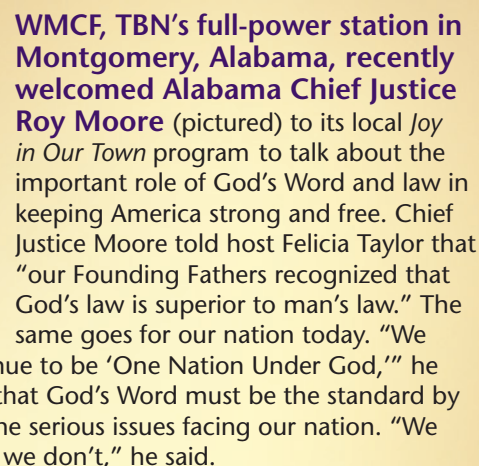 WMCF, TBN’s full-power station in
Montgomery, Alabama, recently
welcomed Alabama Chief Justice
Roy Moore (pictured) to its local Joy
in Our Town program to talk about the
important role of God’s Word and law in
keeping America strong and free. Chief
Justice Moore told host Felicia Taylor that
“our Founding Fathers recognized that
God’s law is superior to man’s law.” The
same goes for our nation today. “We
to be ‘One Nation Under God,’” he
that God’s Word must be the standard by
serious issues facing our nation. “We
we don’t,” he said.